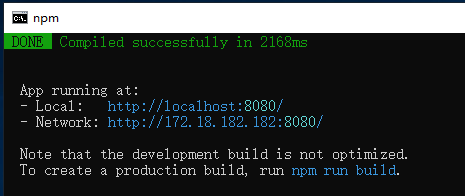 npm
DONE Compiled successfully in 2168ms
App running at:
- Local: http://localhost:8080/
- Network: http://172.18.182.182:8080/
Note that the development build is not optimized.
To create a production build, run npm run build.